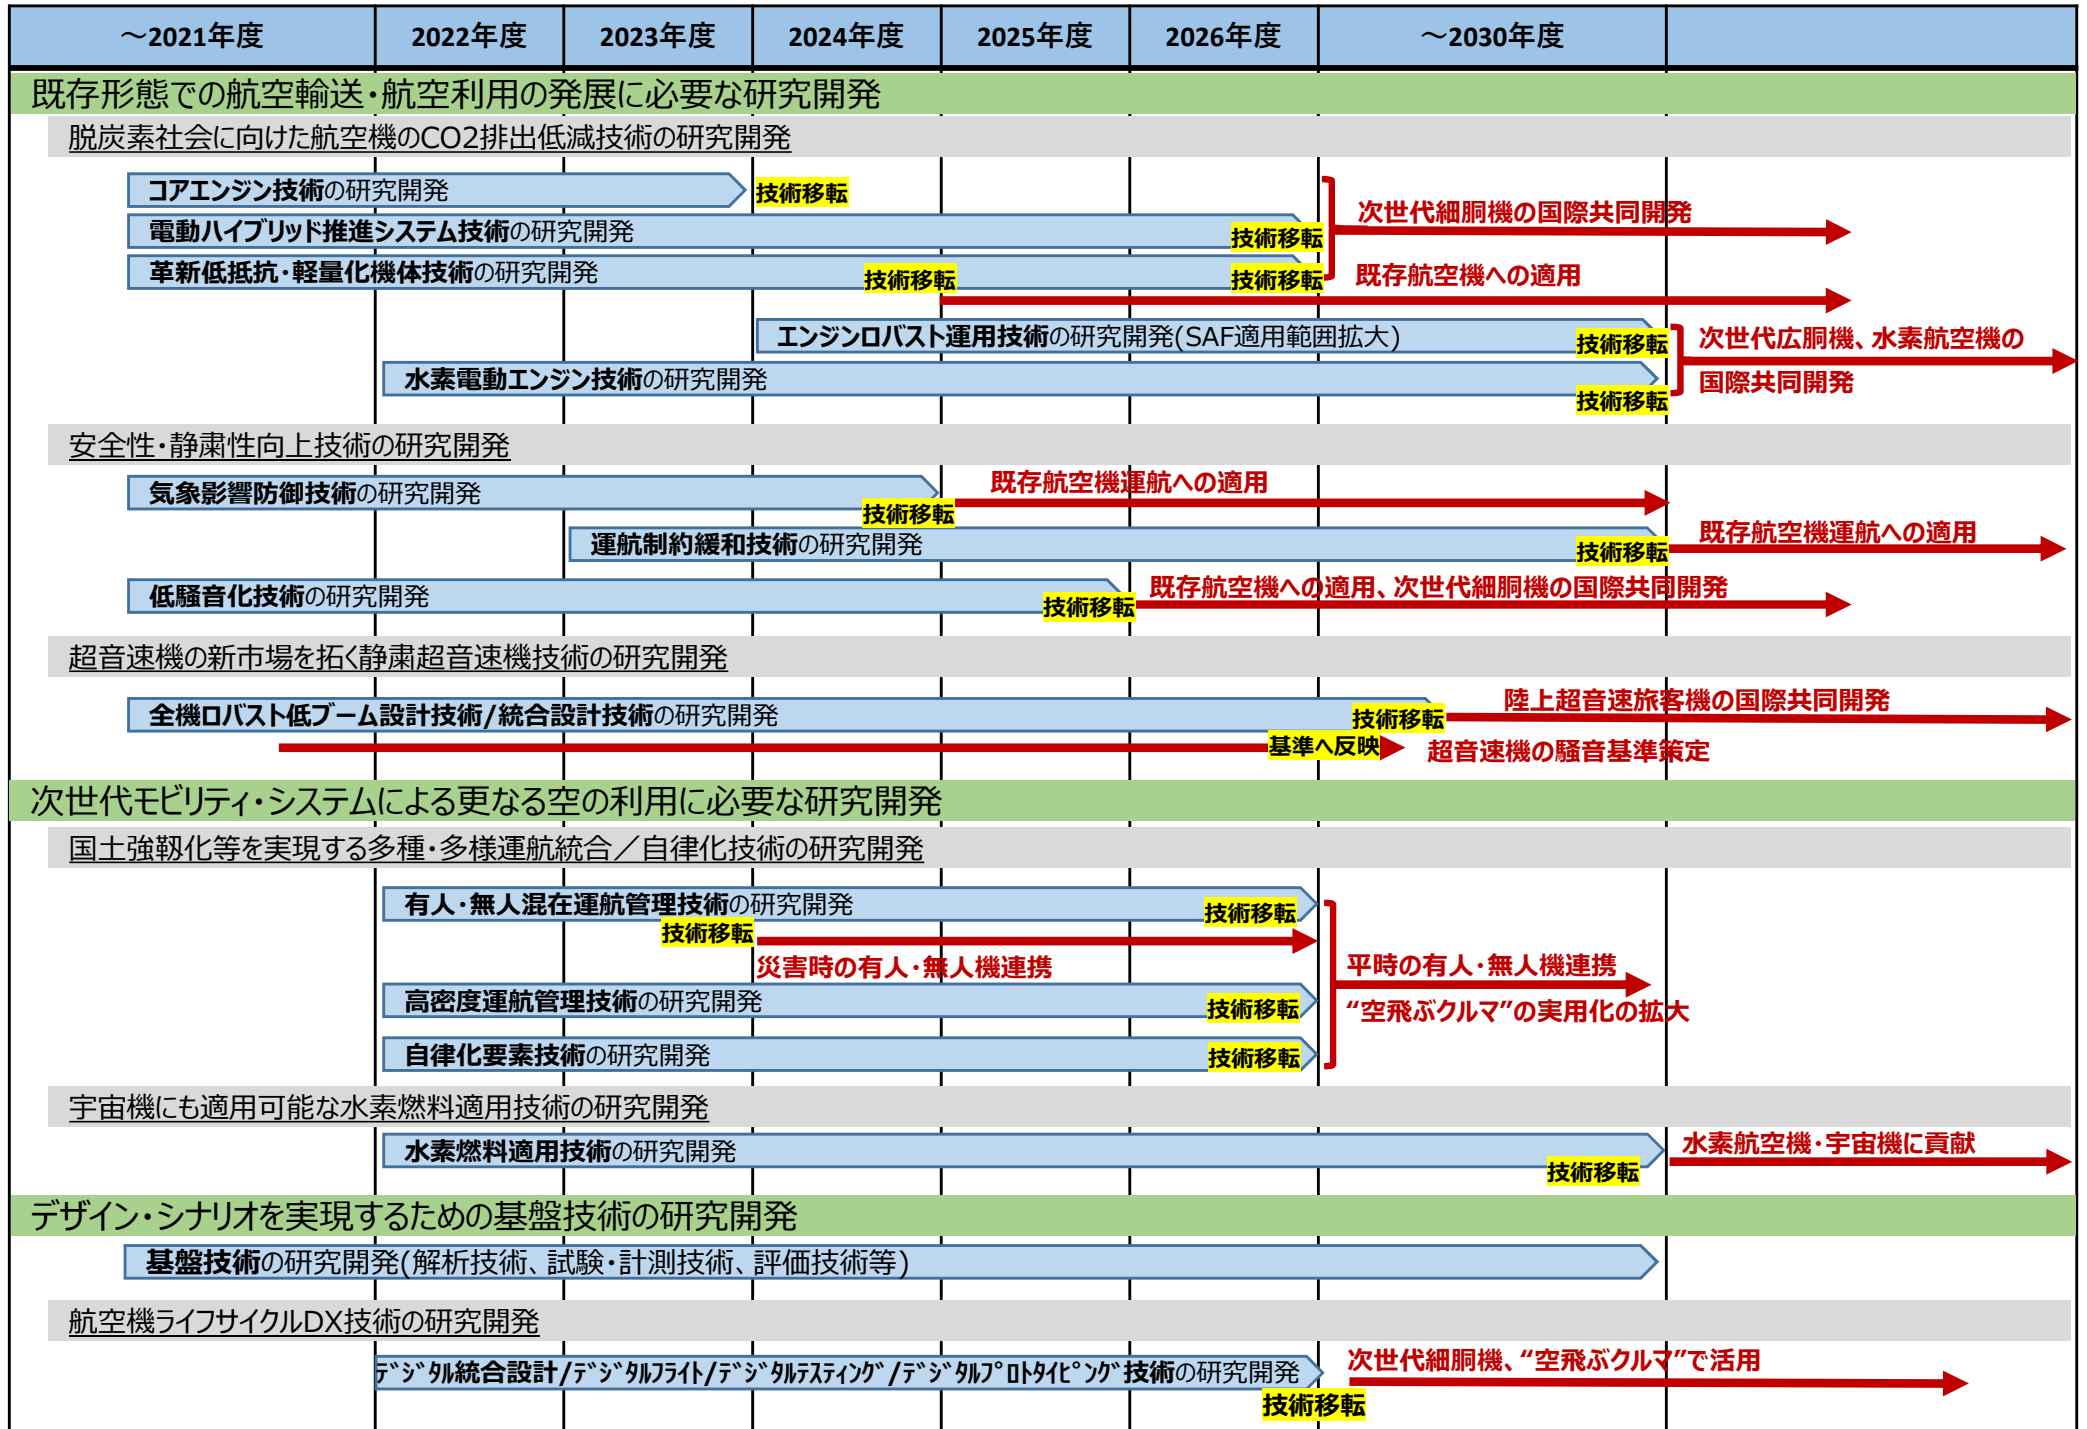 ～2021年度 2022年度 2023年度 2024年度 2025年度 2026年度 ～2030年度
既存形態での航空輸送・航空利用の発展に必要な研究開発
脱炭素社会に向けた航空機のCO2排出低減技術の研究開発
コアエンジン技術の研究開発
技術移転
電動ハイブリッド推進システム技術の研究開発
技術移転
次世代細胴機の国際共同開発
革新低抵抗・軽量化機体技術の研究開発
技術移転
技術移転
既存航空機への適用
エンジンロバスト運用技術の研究開発(SAF適用範囲拡大)
技術移転
次世代広胴機、水素航空機の
国際共同開発
水素電動エンジン技術の研究開発
技術移転
安全性・静粛性向上技術の研究開発
気象影響防御技術の研究開発
技術移転
既存航空機運航への適用
運航制約緩和技術の研究開発
技術移転
既存航空機運航への適用
低騒音化技術の研究開発
技術移転
既存航空機への適用、次世代細胴機の国際共同開発
超音速機の新市場を拓く静粛超音速機技術の研究開発
全機ロバスト低ブーム設計技術/統合設計技術の研究開発
技術移転
陸上超音速旅客機の国際共同開発
基準へ反映
超音速機の騒音基準策定
次世代モビリティ・システムによる更なる空の利用に必要な研究開発
国土強靱化等を実現する多種・多様運航統合／自律化技術の研究開発
有人・無人混在運航管理技術の研究開発
技術移転
技術移転
災害時の有人・無人機連携
平時の有人・無人機連携
“空飛ぶクルマ”の実用化の拡大
高密度運航管理技術の研究開発
技術移転
自律化要素技術の研究開発
技術移転
宇宙機にも適用可能な水素燃料適用技術の研究開発
水素燃料適用技術の研究開発
技術移転
水素航空機・宇宙機に貢献
デザイン・シナリオを実現するための基盤技術の研究開発
基盤技術の研究開発(解析技術、試験・計測技術、評価技術等)
航空機ライフサイクルDX技術の研究開発
ﾃﾞｼﾞﾀﾙ統合設計/ﾃﾞｼﾞﾀﾙﾌﾗｲﾄ/ﾃﾞｼﾞﾀﾙﾃｽﾃｨﾝｸﾞ/ﾃﾞｼﾞﾀﾙﾌﾟﾛﾄﾀｲﾋﾟﾝｸﾞ技術の研究開発
技術移転
次世代細胴機、“空飛ぶクルマ”で活用